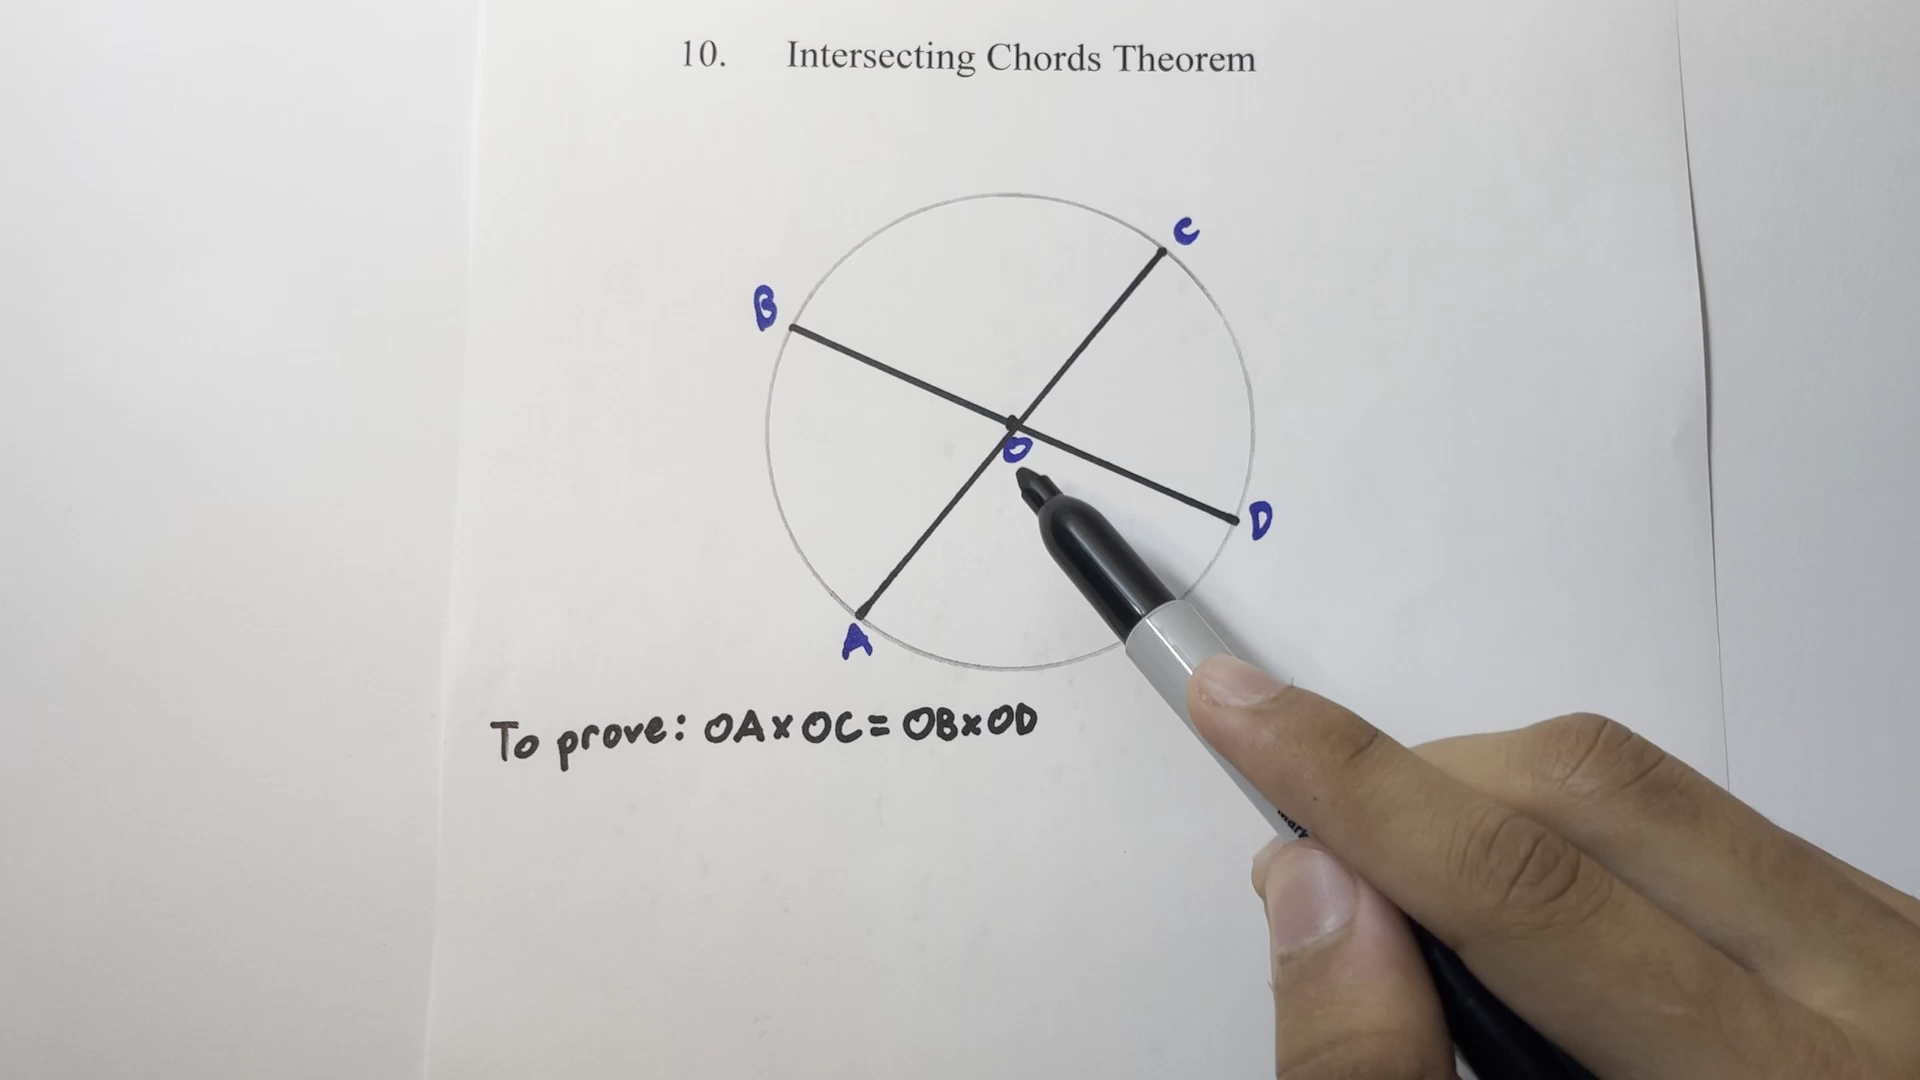 10. Intersecting Chords Theorem
C
B
O
D
A
To prove: OA x OC = OB x OD